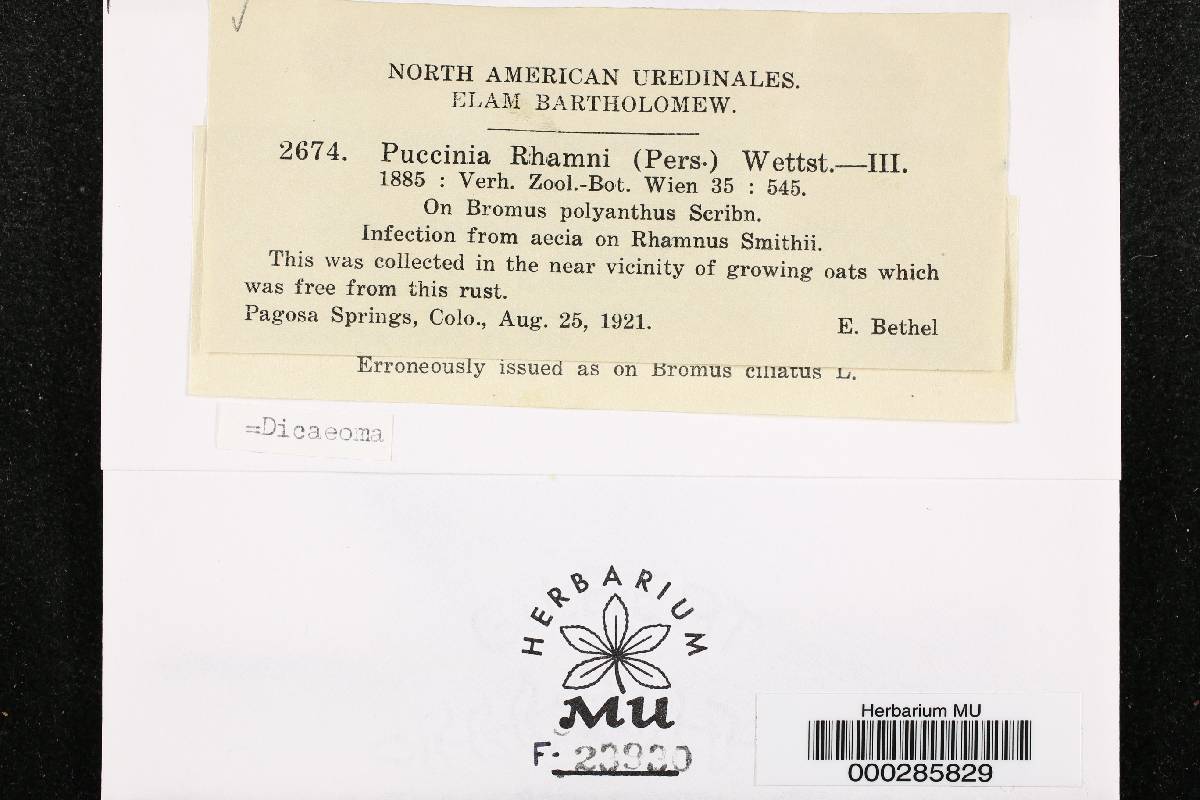 NORTH AMERICAN UREDINALES.
ELAM BARTHOLOMEW.
2674. Puccinia Rhamni (Pers.) Wettst.—III.
1885 : Verh. Zool.-Bot. Wien 35 : 545.
On Bromus polyanthus Scribn.
Infection from aecia on Rhamnus Smithii.
This was collected in the near vicinity of growing oats which
was free from this rust.
Pagosa Springs, Colo., Aug. 25, 1921. E. Bethel
Erroneously issued as on Bromus ciliatus L.
=Dicaeoma
HERBARIUM
MU
F. 23930
Herbarium MU
000285829